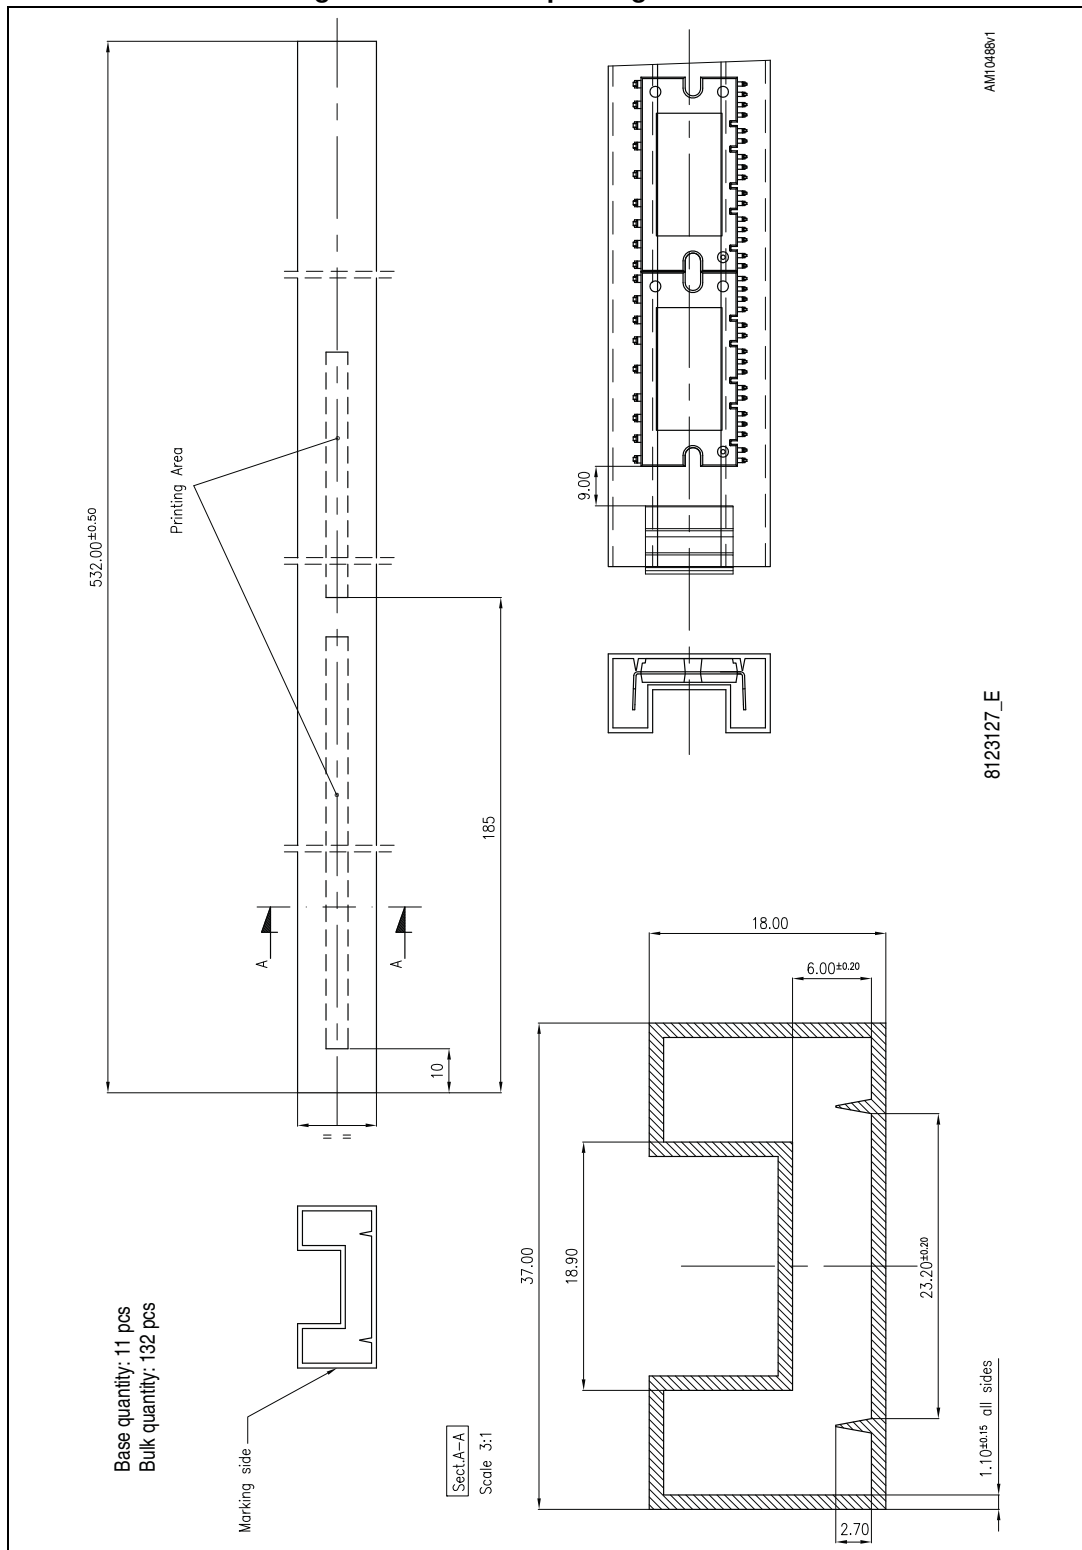 AM10488v1
532.00±0.50
Printing Area
9.00
185
8123127_E
A
A
10
= =
18.00
6.00±0.20
37.00
18.90
23.20±0.20
Base quantity: 11 pcs
Bulk quantity: 132 pcs
Marking side
Sect.A-A
Scale 3:1
1.10±0.15 all sides
2.70